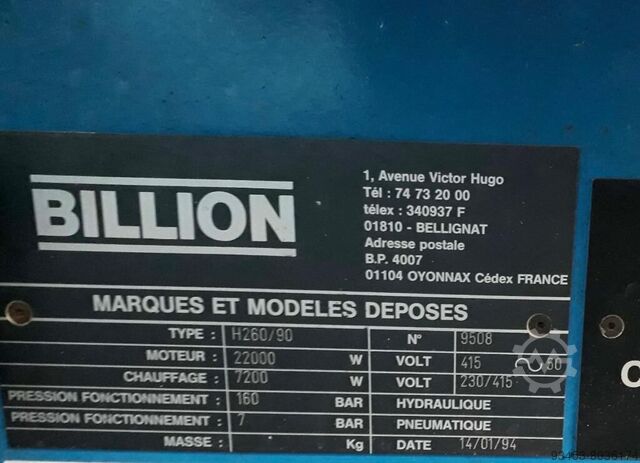 BILLION
1, Avenue Victor Hugo
Tél : 74 73 20 00
télex : 340937 F
01810 - BELLIGNAT
Adresse postale
B.P. 4007
01104 OYONNAX Cédex FRANCE
MARQUES ET MODELES DEPOSES
TYPE : H260/90 N° 9508
MOTEUR : 22000 W VOLT 415 50
CHAUFFAGE : 7200 W VOLT 230/415
PRESSION FONCTIONNEMENT : 160 BAR HYDRAULIQUE
PRESSION FONCTIONNEMENT : 7 BAR PNEUMATIQUE
MASSE : Kg DATE 14/01/94